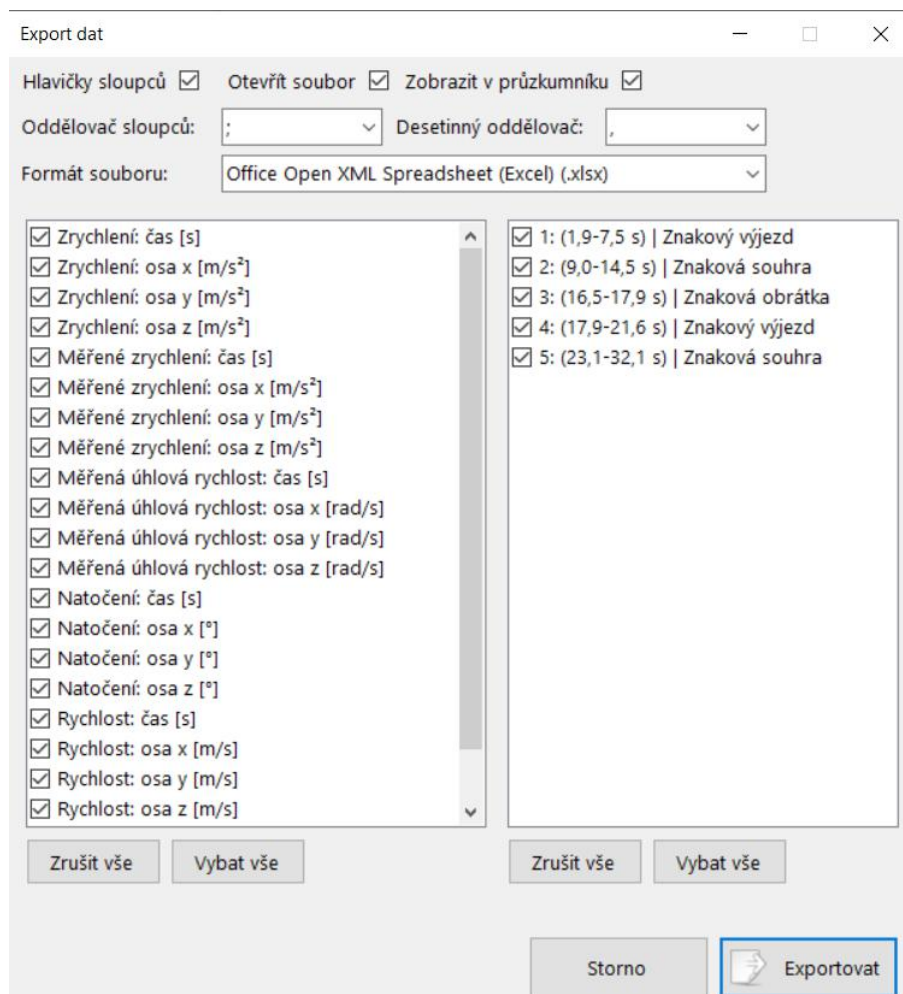 Export dat
Hlavičky sloupců Otevřít soubor Zobrazit v průzkumníku
Oddělovač sloupců: ; Desetinný oddělovač: ,
Formát souboru: Office Open XML Spreadsheet (Excel) (.xlsx)
Zrychlení: čas [s]
Zrychlení: osa x [m/s²]
Zrychlení: osa y [m/s²]
Zrychlení: osa z [m/s²]
Měřené zrychlení: čas [s]
Měřené zrychlení: osa x [m/s²]
Měřené zrychlení: osa y [m/s²]
Měřené zrychlení: osa z [m/s²]
Měřená úhlová rychlost: čas [s]
Měřená úhlová rychlost: osa x [rad/s]
Měřená úhlová rychlost: osa y [rad/s]
Měřená úhlová rychlost: osa z [rad/s]
Natočení: čas [s]
Natočení: osa x [°]
Natočení: osa y [°]
Natočení: osa z [°]
Rychlost: čas [s]
Rychlost: osa x [m/s]
Rychlost: osa y [m/s]
Rychlost: osa z [m/s]
1: (1,9-7,5 s) | Znakový výjezd
2: (9,0-14,5 s) | Znaková souhra
3: (16,5-17,9 s) | Znaková obrátka
4: (17,9-21,6 s) | Znakový výjezd
5: (23,1-32,1 s) | Znaková souhra
Zrušit vše Vybat vše
Zrušit vše Vybat vše
Storno Exportovat